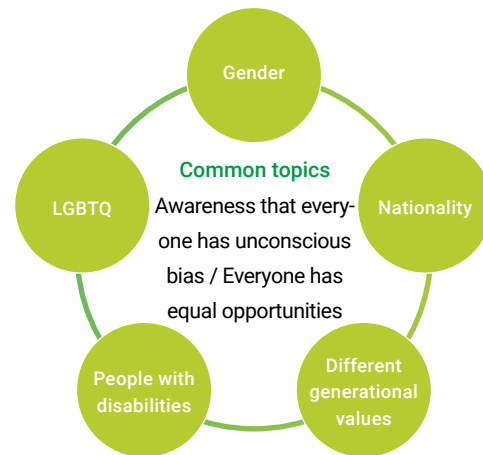 Gender
Common topics
Awareness that every-
one has unconscious
bias / Everyone has
equal opportunities
LGBTQ
Nationality
People with
disabilities
Different
generational
values